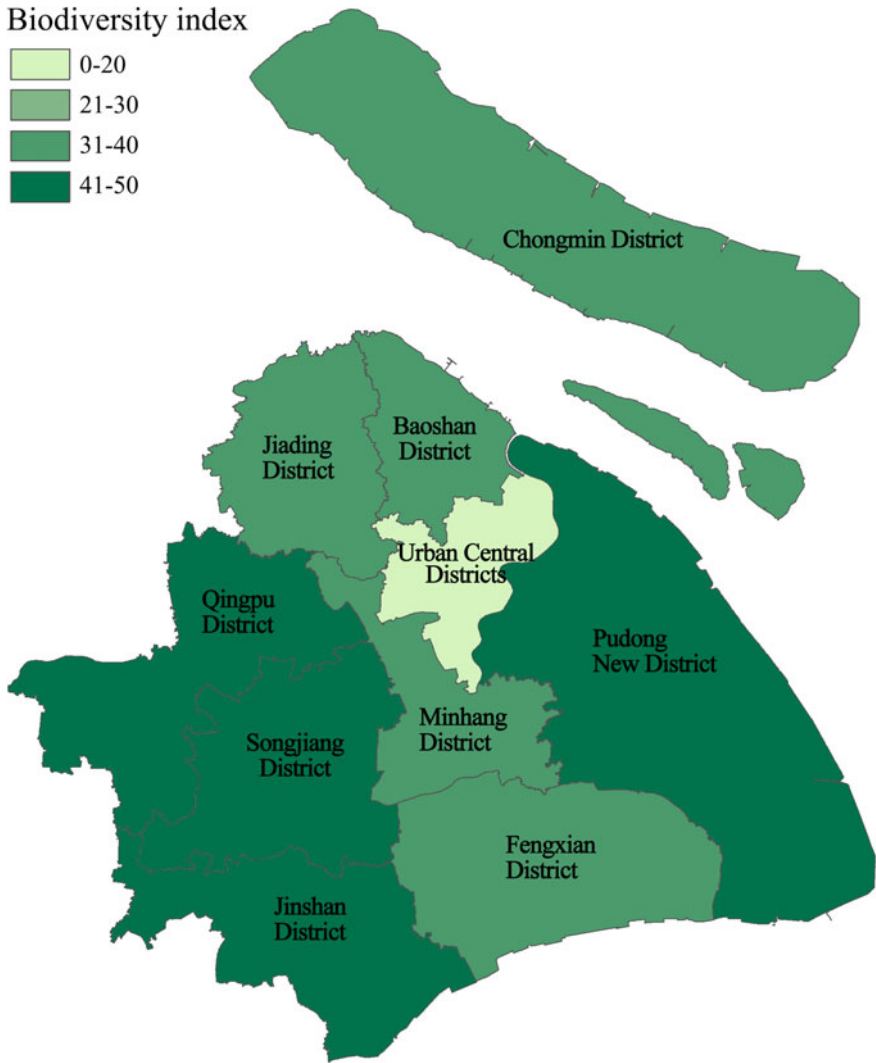 Biodiversity index
0-20
21-30
31-40
41-50
Chongmin District
Baoshan
District
Jiading
District
Urban Central
Districts
Qingpu
District
Pudong
New District
Minhang
District
Songjiang
District
Fengxian
District
Jinshan
District